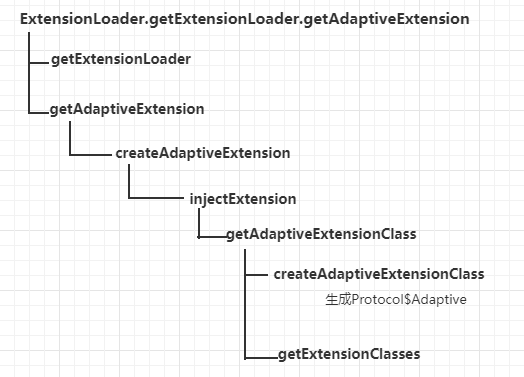 ExtensionLoader.getExtensionLoader.getAdaptiveExtension
getExtensionLoader
getAdaptiveExtension
createAdaptiveExtension
injectExtension
getAdaptiveExtensionClass
createAdaptiveExtensionClass
生成Protocol$Adaptive
getExtensionClasses